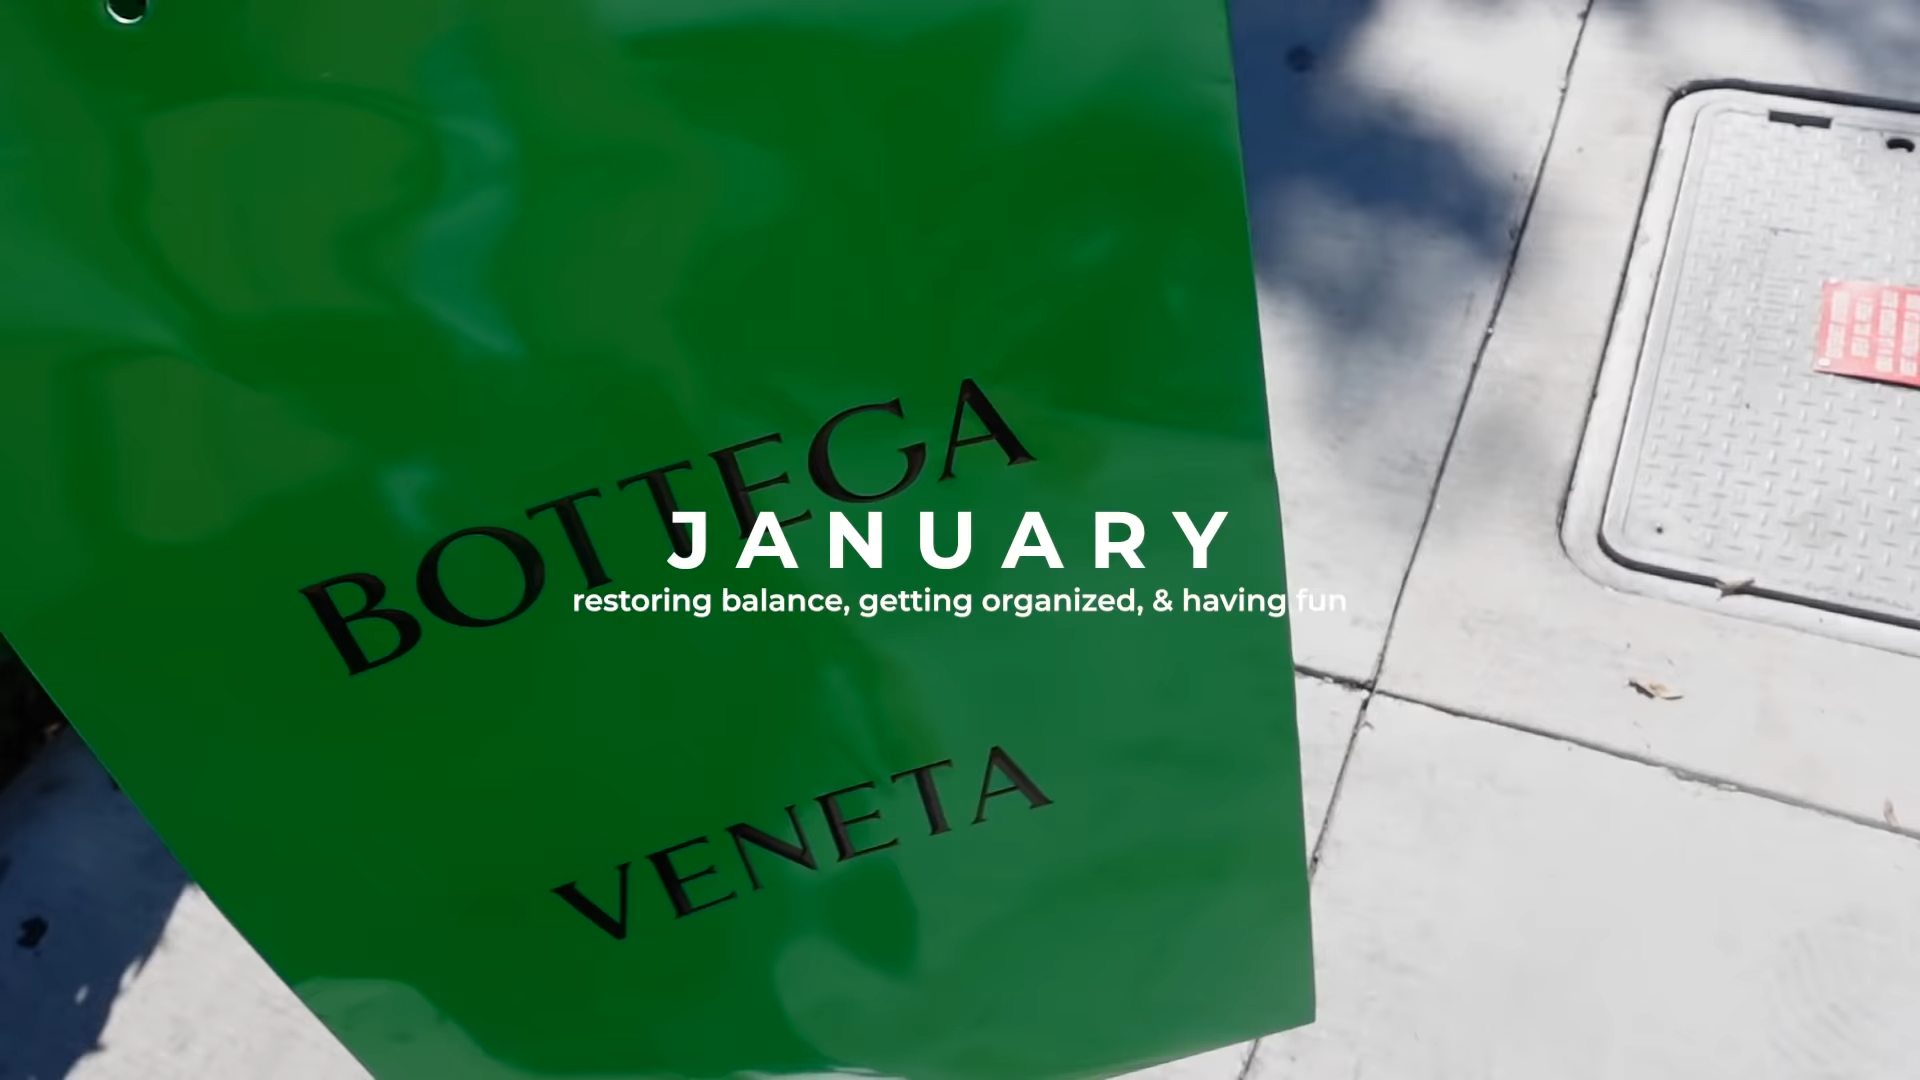 BOTTEGA
JANUARY
restoring balance, getting organized, & having fun
VENETA